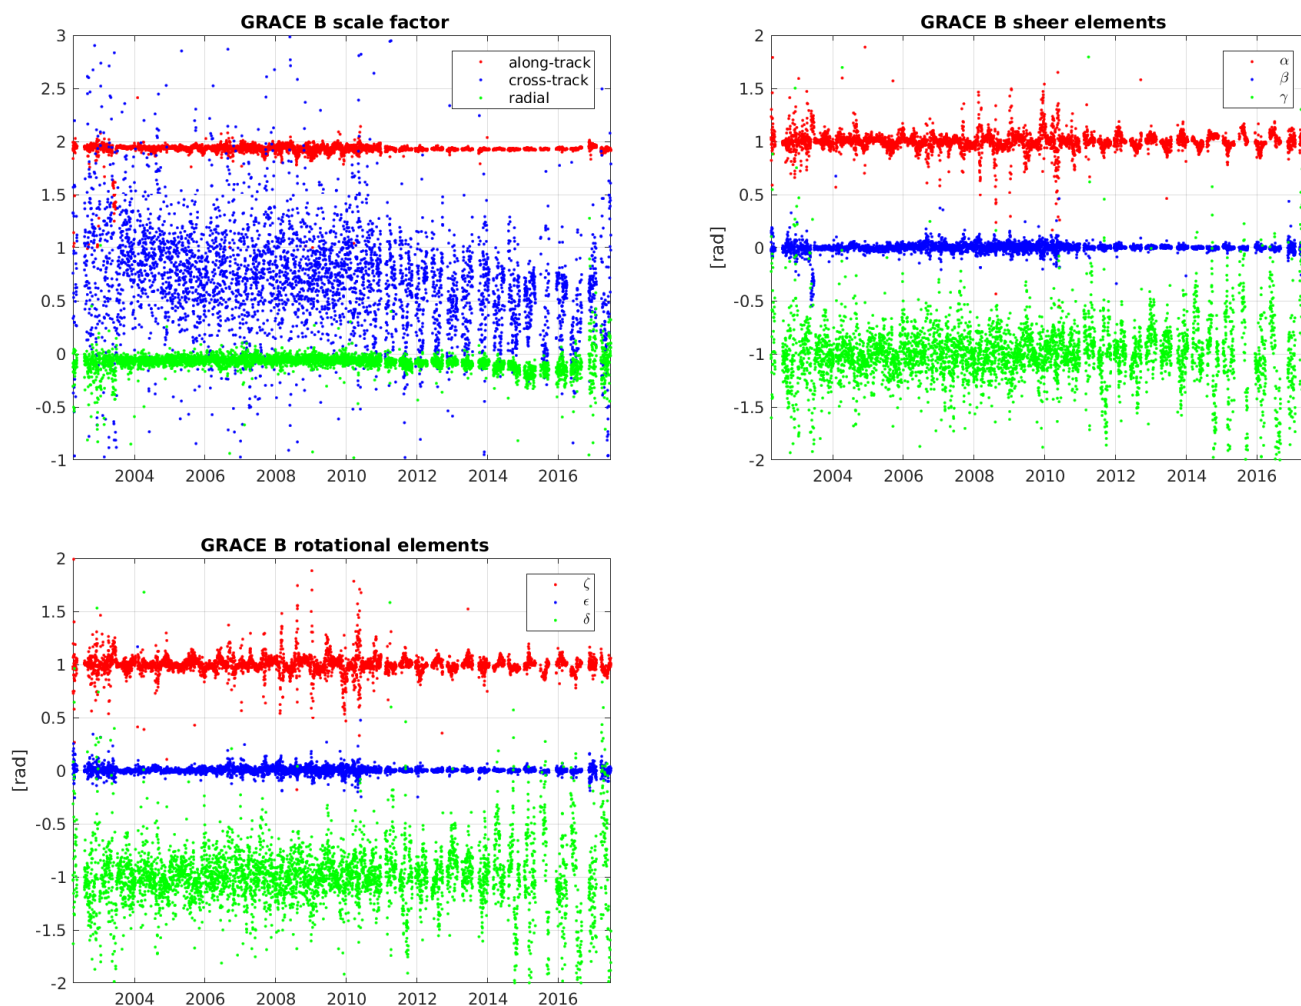 GRACE B scale factor
3
2.5
2
1.5
1
0.5
0
-0.5
-1
along-track
cross-track
radial
2004 2006 2008 2010 2012 2014 2016
GRACE B sheer elements
2
1.5
1
0.5
0
-0.5
-1
-1.5
-2
[rad]
α
β
γ
2004 2006 2008 2010 2012 2014 2016
GRACE B rotational elements
2
1.5
1
0.5
0
-0.5
-1
-1.5
-2
[rad]
ζ
ϵ
δ
2004 2006 2008 2010 2012 2014 2016